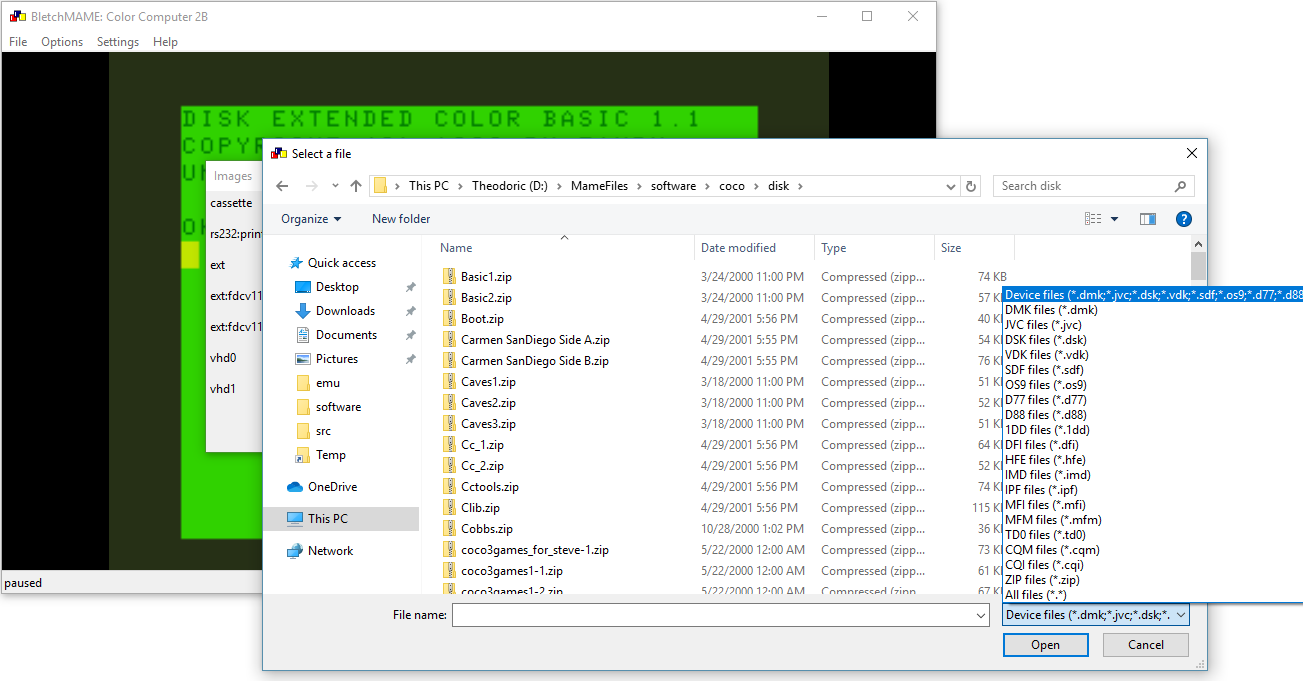 BletchMAME: Color Computer 2B
File Options Settings Help
DISK EXTENDED COLOR BASIC 1.1
Images
cassette
rs232:prin
ext
ext:fdcv11
ext:fdcv11
vhd0
vhd1
paused
Select a file
This PC > Theodoric (D:) > MameFiles > software > coco > disk >
Search disk
Organize New folder
Quick access
Desktop
Downloads
Documents
Pictures
emu
software
src
Temp
OneDrive
This PC
Network
Name Date modified Type Size
Basic1.zip 3/24/2000 11:00 PM Compressed (zipp... 74 KB
Basic2.zip 3/24/2000 11:00 PM Compressed (zipp... 57 K
Boot.zip 4/29/2001 5:56 PM Compressed (zipp... 40 K
Carmen SanDiego Side A.zip 4/29/2001 5:55 PM Compressed (zipp... 54 K
Carmen SanDiego Side B.zip 4/29/2001 5:56 PM Compressed (zipp... 76 K
Caves1.zip 3/18/2000 11:00 PM Compressed (zipp... 51 K
Caves2.zip 3/18/2000 11:00 PM Compressed (zipp... 52 K
Caves3.zip 3/18/2000 11:00 PM Compressed (zipp... 51 K
Cc_1.zip 4/29/2001 5:56 PM Compressed (zipp... 64 K
Cc_2.zip 4/29/2001 5:56 PM Compressed (zipp... 52 K
Cctools.zip 4/29/2001 5:56 PM Compressed (zipp... 74 K
Clib.zip 4/29/2001 5:56 PM Compressed (zipp... 115 K
Cobbs.zip 10/28/2000 1:02 PM Compressed (zipp... 36 K
coco3games_for_steve-1.zip 5/22/2000 12:00 AM Compressed (zipp... 73 K
coco3games1-1.zip 5/22/2000 12:00 AM Compressed (zipp... 61 K
coco3games1-2.zip 5/22/2000 12:00 AM Compressed (zipp... 67 K
Device files (*.dmk;*.jvc;*.dsk;*.vdk;*.sdf;*.os9;*.d77;*.d88
DMK files (*.dmk)
JVC files (*.jvc)
DSK files (*.dsk)
VDK files (*.vdk)
SDF files (*.sdf)
OS9 files (*.os9)
D77 files (*.d77)
D88 files (*.d88)
1DD files (*.1dd)
DFI files (*.dfi)
HFE files (*.hfe)
IMD files (*.imd)
IPF files (*.ipf)
MFI files (*.mfi)
MFM files (*.mfm)
TD0 files (*.td0)
CQM files (*.cqm)
CQI files (*.cqi)
ZIP files (*.zip)
All files (*.*)
File name: Device files (*.dmk;*.jvc;*.dsk;*.
Open Cancel